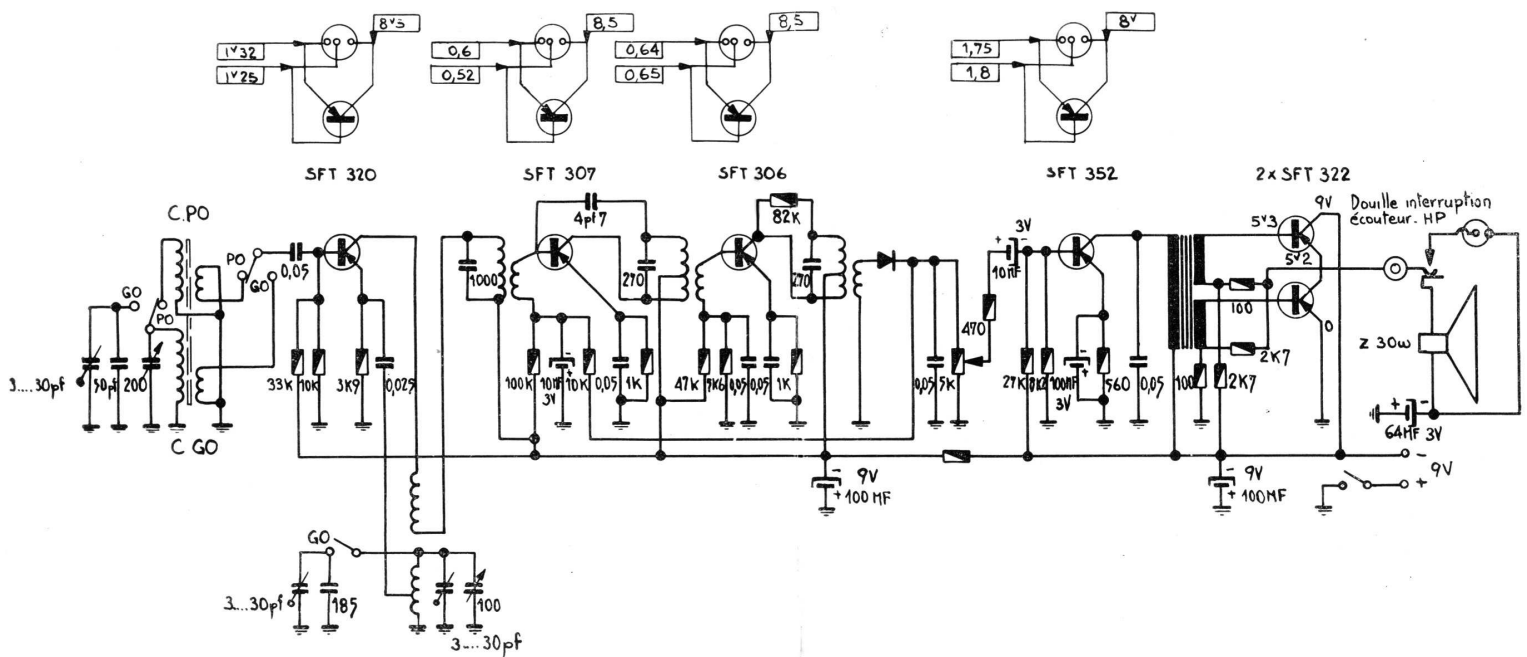 8V5
8,5
8,5
8V
1V32
0,6
0,64
1,75
1V25
0,52
0,65
1,8
SFT 320
SFT 307
SFT 306
SFT 352
2 x SFT 322
C.PO
4pf7
82K
3V
10MF
9V
5V3
5V2
Douille interruption
écouteur. HP
PO
GO
0,05
1000
270
270
470
100
0
GO
PO
Z 30ω
2K7
3....30pf
50pf
200
33K
10K
3K9
0,025
100K
10MF
3V
10K
0,05
1K
47K
5K6
0,05
0,05
1K
0,05
5K
27K
8K2
100MF
3V
560
0,05
100
2K7
+ -
64MF 3V
C GO
-
9V
+
- 9V
+ 100MF
- 9V
+ 100MF
GO
3....30pf
185
100
3....30pf